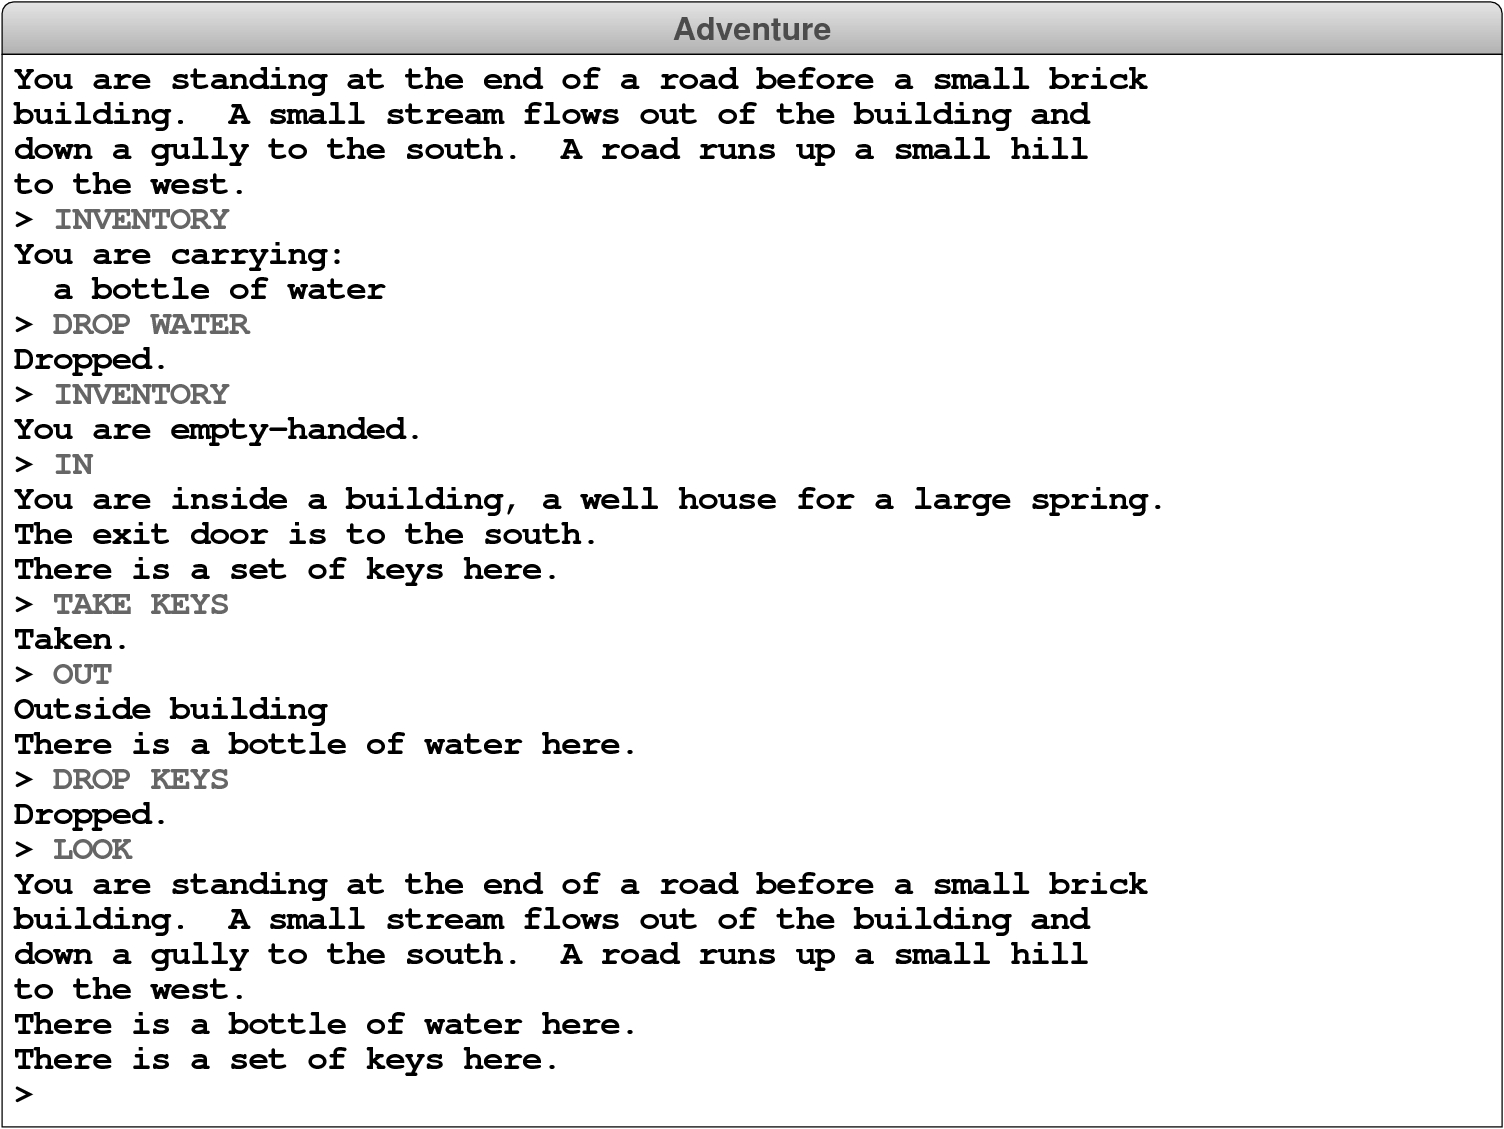 Adventure
You are standing at the end of a road before a small brick
building.  A small stream flows out of the building and
down a gully to the south.  A road runs up a small hill
to the west.
> INVENTORY
You are carrying:
  a bottle of water
> DROP WATER
Dropped.
> INVENTORY
You are empty-handed.
> IN
You are inside a building, a well house for a large spring.
The exit door is to the south.
There is a set of keys here.
> TAKE KEYS
Taken.
> OUT
Outside building
There is a bottle of water here.
> DROP KEYS
Dropped.
> LOOK
You are standing at the end of a road before a small brick
building.  A small stream flows out of the building and
down a gully to the south.  A road runs up a small hill
to the west.
There is a bottle of water here.
There is a set of keys here.
>